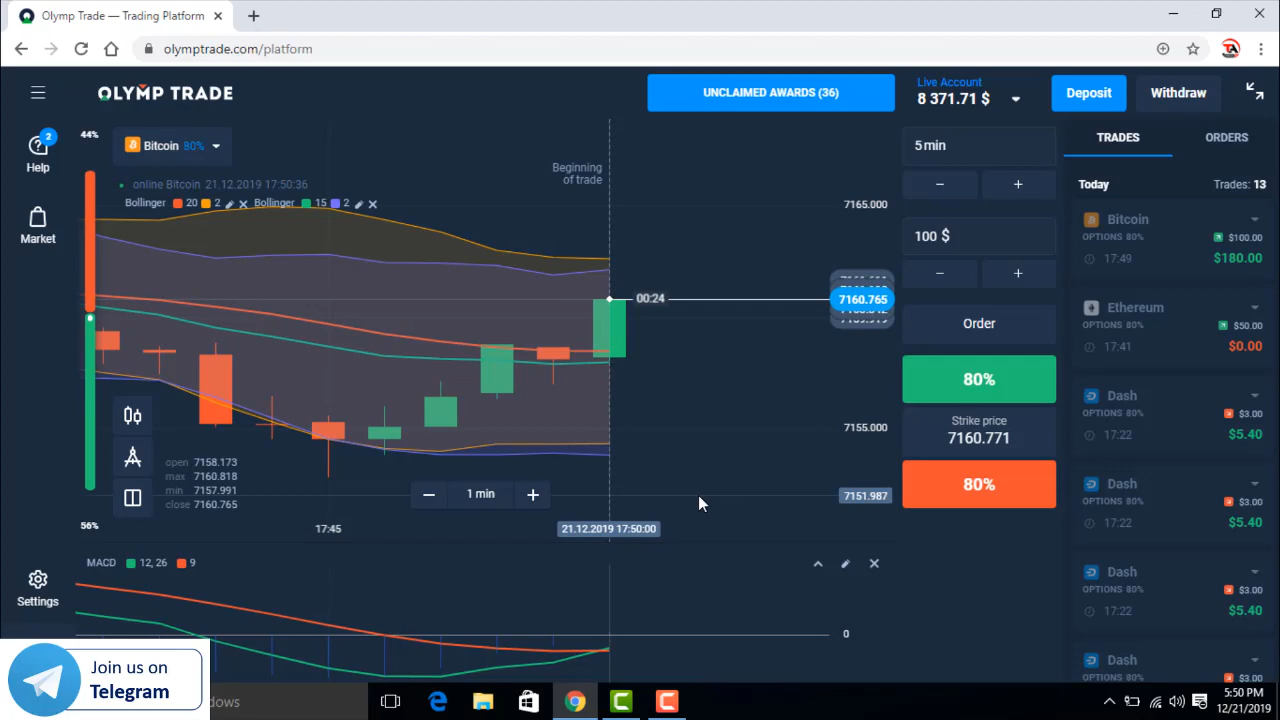 Olymp Trade — Trading Platform
olymptrade.com/platform
OLYMP TRADE
UNCLAIMED AWARDS (36)
Live Account
8 371.71 $
Deposit
Withdraw
2
Help
Market
Settings
44%
56%
Bitcoin 80%
online Bitcoin 21.12.2019 17:50:36
Bollinger 20 2 Bollinger 15 2
Beginning
of trade
7165.000
00:24
7160.765
7155.000
7151.987
open 7158.173
max 7160.818
min 7157.991
close 7160.765
− 1 min +
17:45
21.12.2019 17:50:00
MACD 12, 26 9
0
5 min
− +
100 $
− +
Order
80%
Strike price
7160.771
80%
TRADES ORDERS
Today Trades: 13
Bitcoin
OPTIONS 80% $100.00
17:49 $180.00
Ethereum
OPTIONS 80% $50.00
17:41 $0.00
Dash
OPTIONS 80% $3.00
17:22 $5.40
Dash
OPTIONS 80% $3.00
17:22 $5.40
Dash
OPTIONS 80% $3.00
17:22 $5.40
Dash
Join us on
Telegram
dows
5:50 PM
12/21/2019